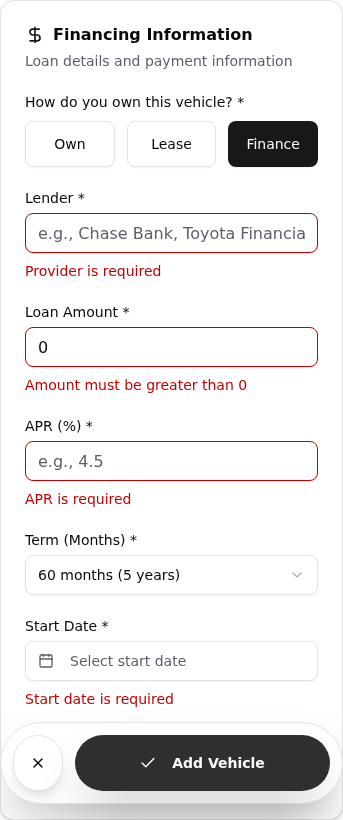 Financing Information
Loan details and payment information
How do you own this vehicle? *
Own
Lease
Finance
Lender *
e.g., Chase Bank, Toyota Financia
Provider is required
Loan Amount *
0
Amount must be greater than 0
APR (%) *
e.g., 4.5
APR is required
Term (Months) *
60 months (5 years)
Start Date *
Select start date
Start date is required
Add Vehicle